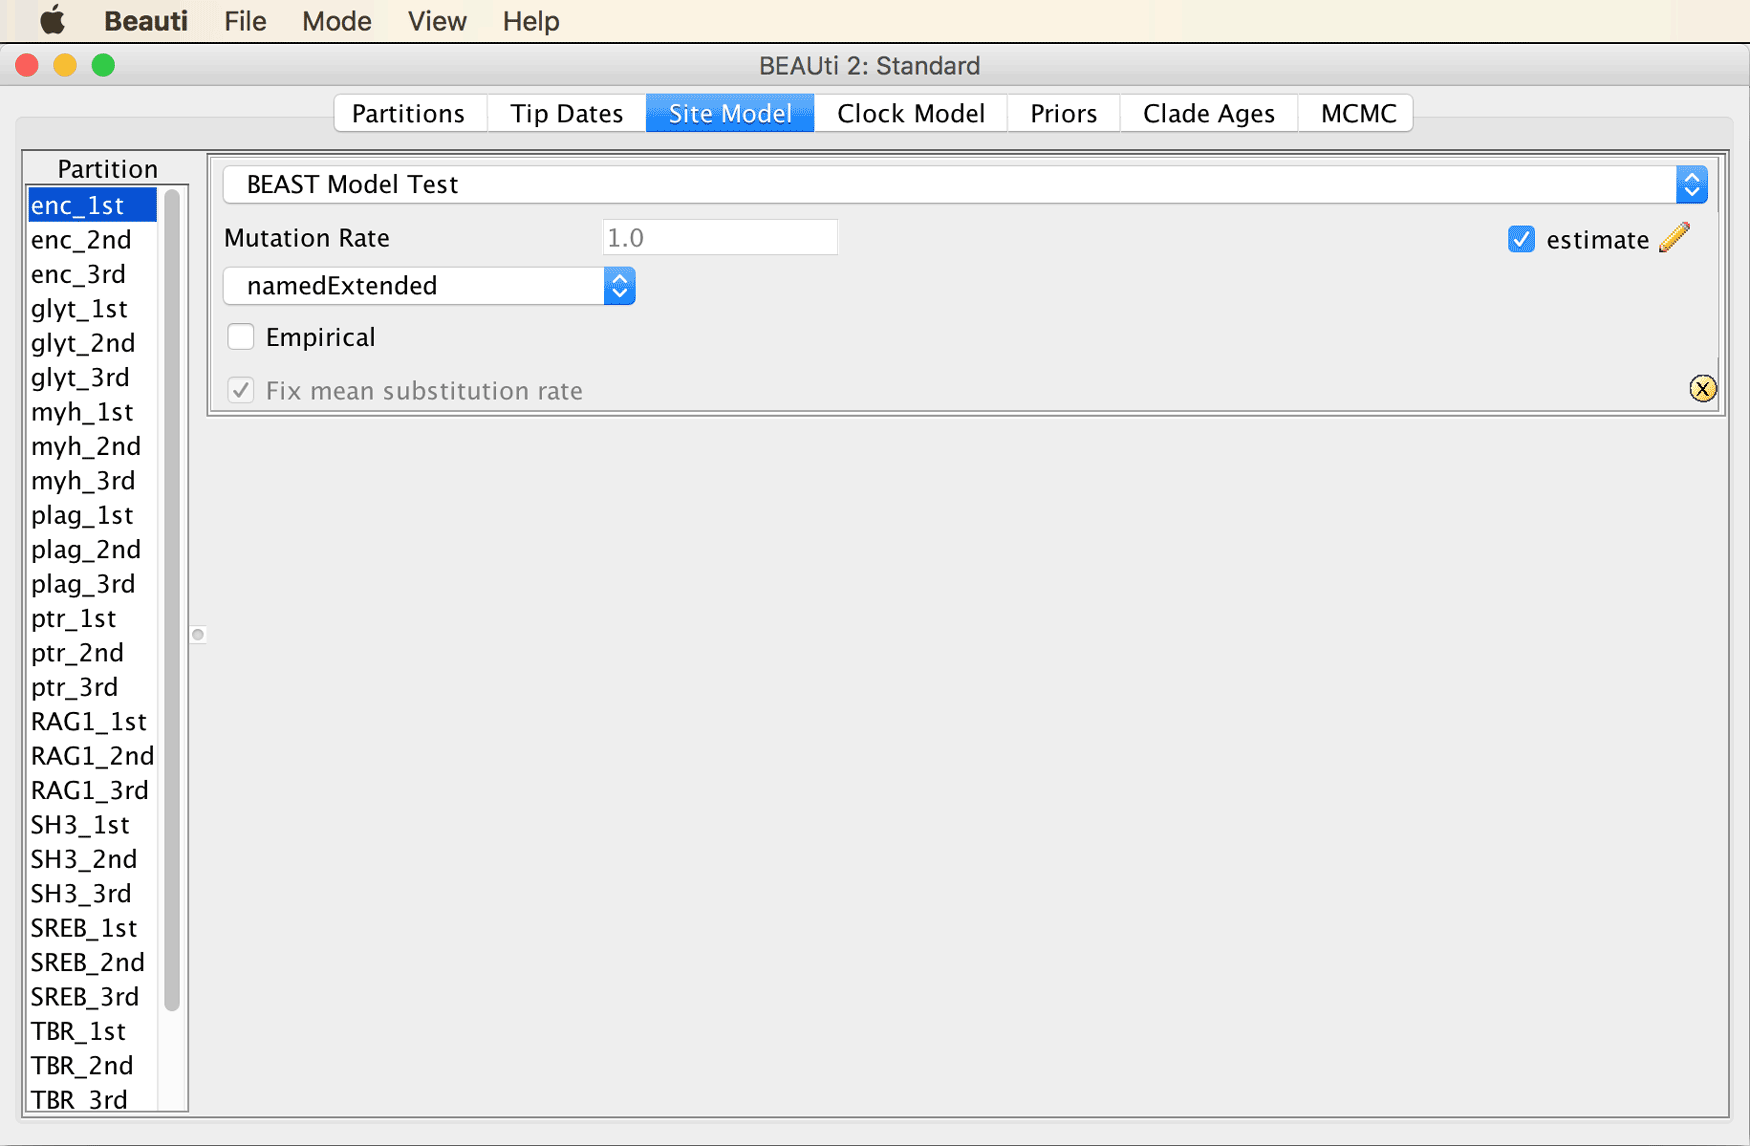 Beauti File Mode View Help
BEAUti 2: Standard
Partitions Tip Dates Site Model Clock Model Priors Clade Ages MCMC
Partition
enc_1st
enc_2nd
enc_3rd
glyt_1st
glyt_2nd
glyt_3rd
myh_1st
myh_2nd
myh_3rd
plag_1st
plag_2nd
plag_3rd
ptr_1st
ptr_2nd
ptr_3rd
RAG1_1st
RAG1_2nd
RAG1_3rd
SH3_1st
SH3_2nd
SH3_3rd
SREB_1st
SREB_2nd
SREB_3rd
TBR_1st
TBR_2nd
TBR_3rd
BEAST Model Test
Mutation Rate 1.0 estimate
namedExtended
Empirical
Fix mean substitution rate